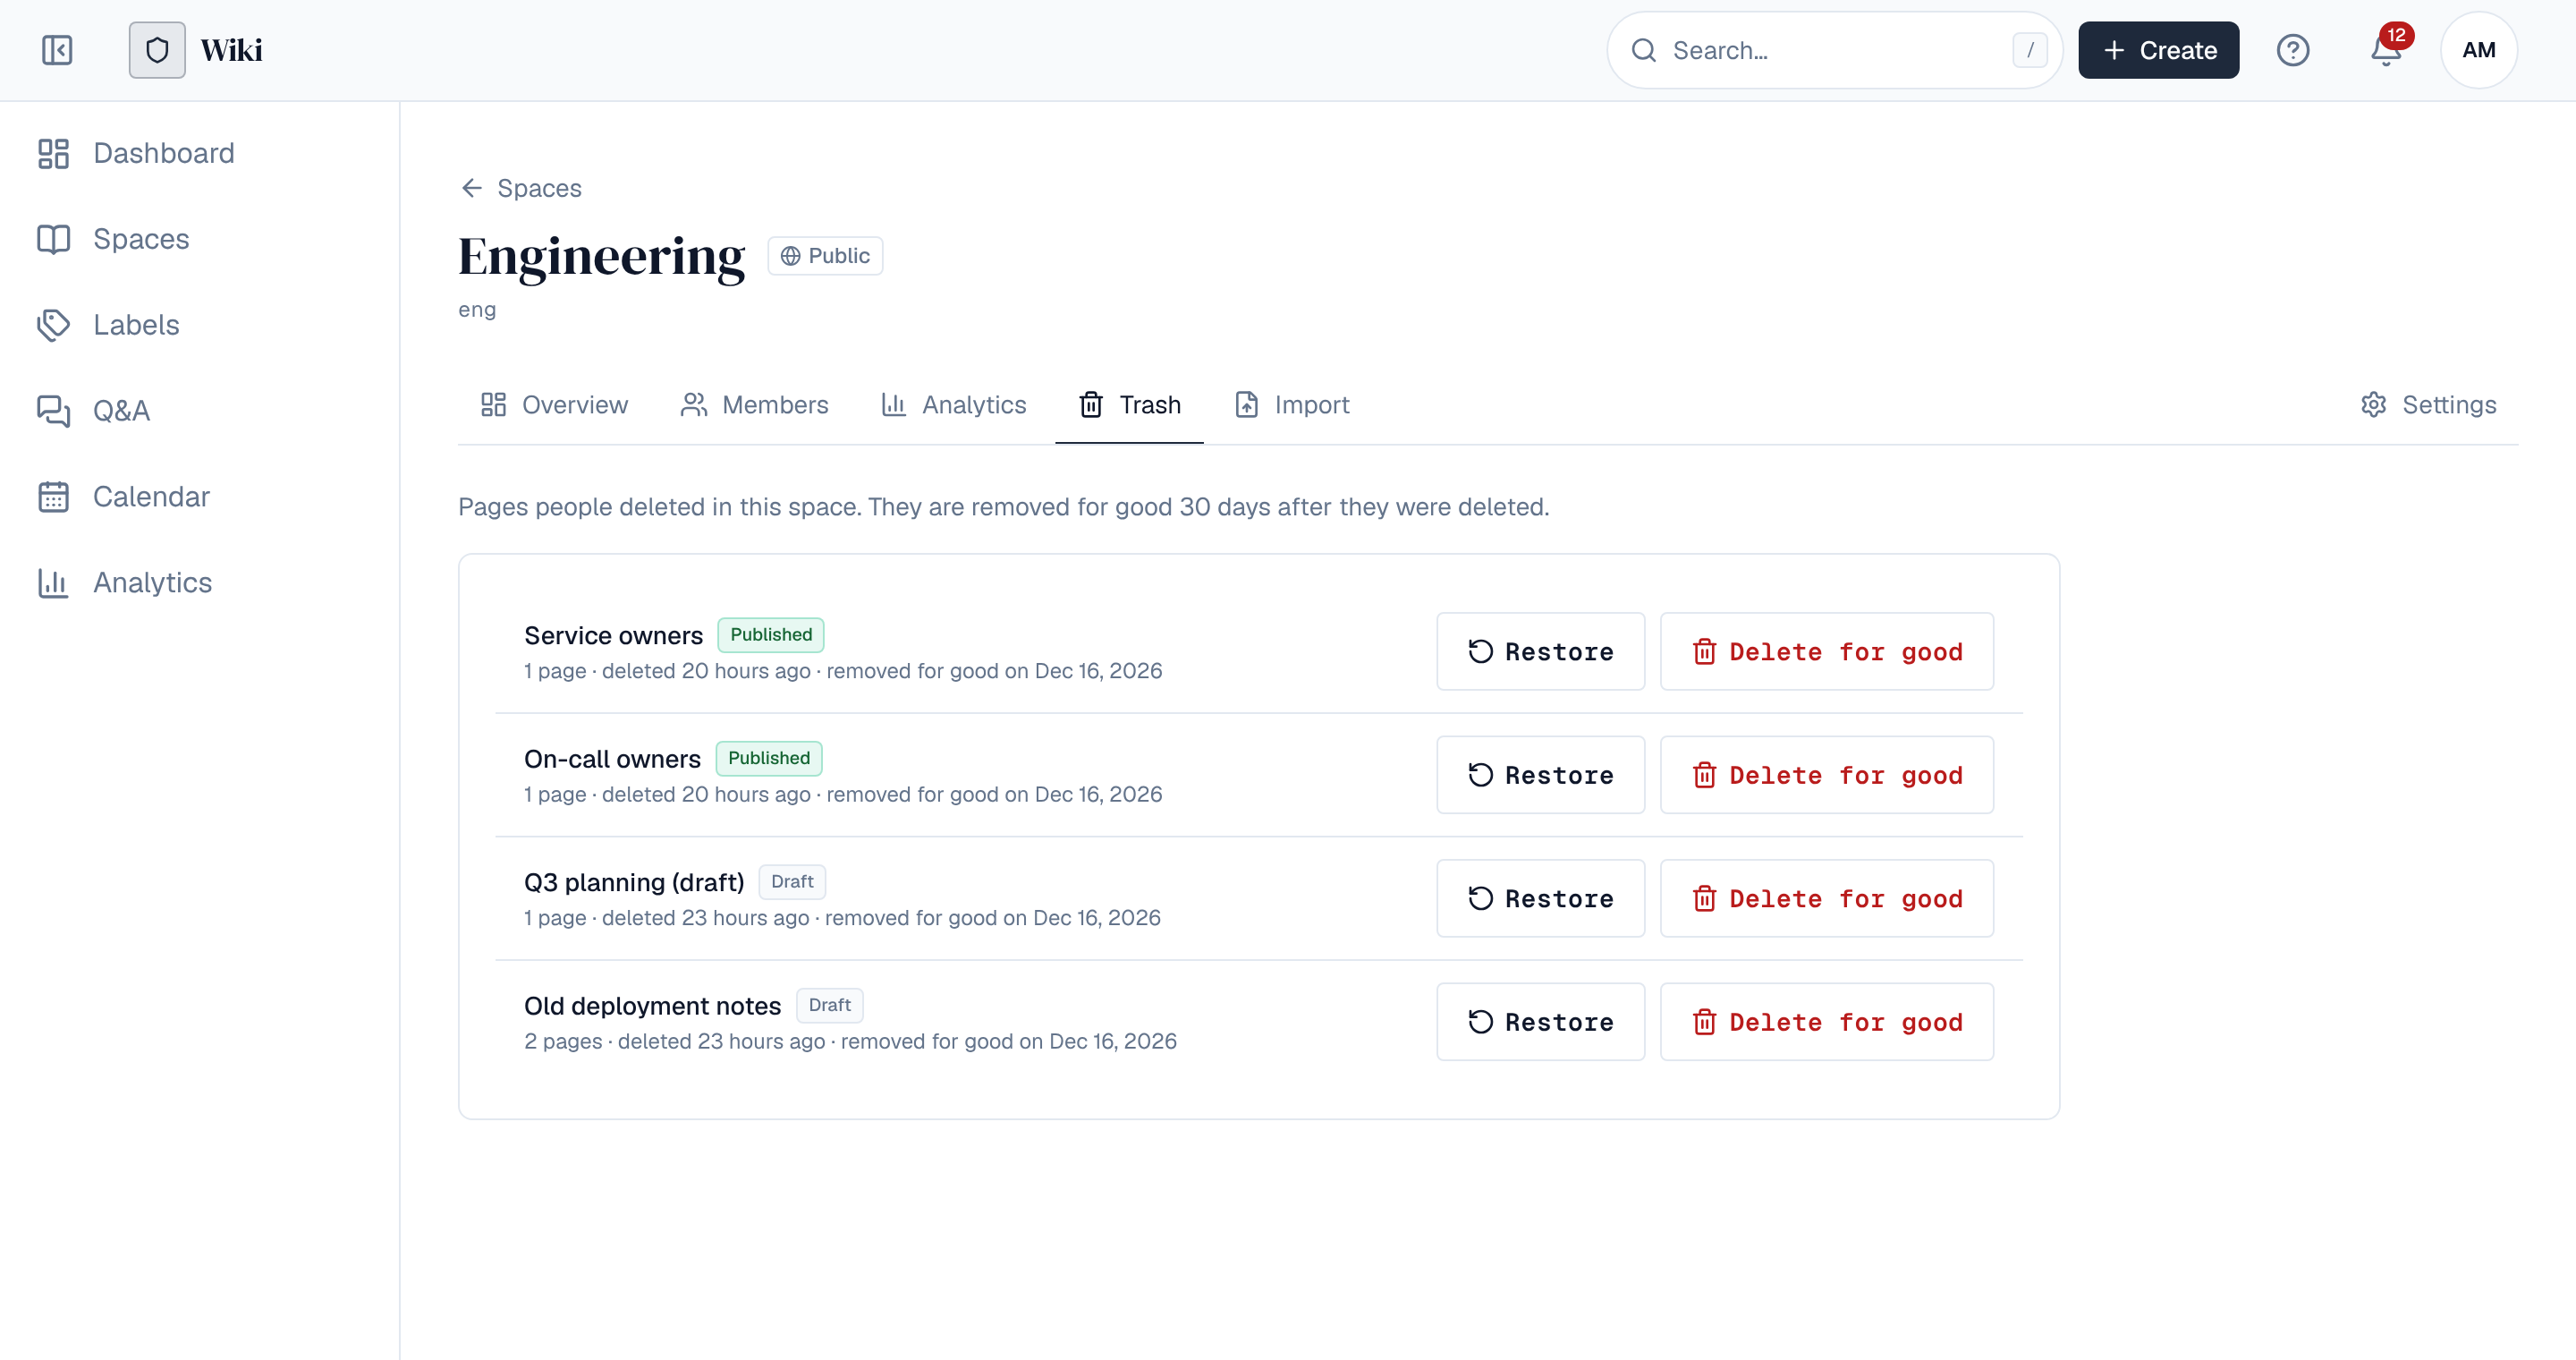 Wiki
Search...
/
Create
12
AM
Dashboard
Spaces
Labels
Q&A
Calendar
Analytics
Spaces
Engineering
Public
eng
Overview
Members
Analytics
Trash
Import
Settings
Pages people deleted in this space. They are removed for good 30 days after they were deleted.
Service owners Published
1 page · deleted 20 hours ago · removed for good on Dec 16, 2026
Restore
Delete for good
On-call owners Published
1 page · deleted 20 hours ago · removed for good on Dec 16, 2026
Restore
Delete for good
Q3 planning (draft) Draft
1 page · deleted 23 hours ago · removed for good on Dec 16, 2026
Restore
Delete for good
Old deployment notes Draft
2 pages · deleted 23 hours ago · removed for good on Dec 16, 2026
Restore
Delete for good